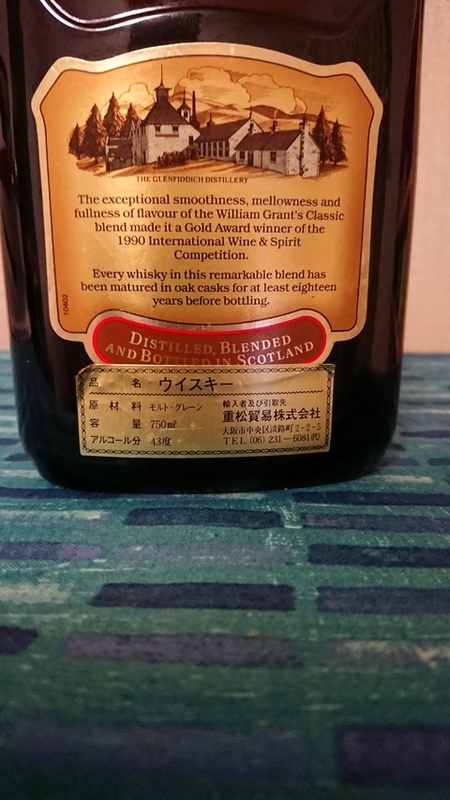 THE GLENFIDDICH DISTILLERY
The exceptional smoothness, mellowness and
fullness of flavour of the William Grant's Classic
blend made it a Gold Award winner of the
1990 International Wine & Spirit
Competition.
Every whisky in this remarkable blend has
been matured in oak casks for at least eighteen
years before bottling.
10402
DISTILLED, BLENDED
AND BOTTLED IN SCOTLAND
品名 ウイスキー
原材料 モルト・グレーン
容量 750㎖
アルコール分 43度
輸入者及び引取先
重松貿易株式会社
大阪市中央区淡路町2-2-5
TEL (06) 231-6081㈹